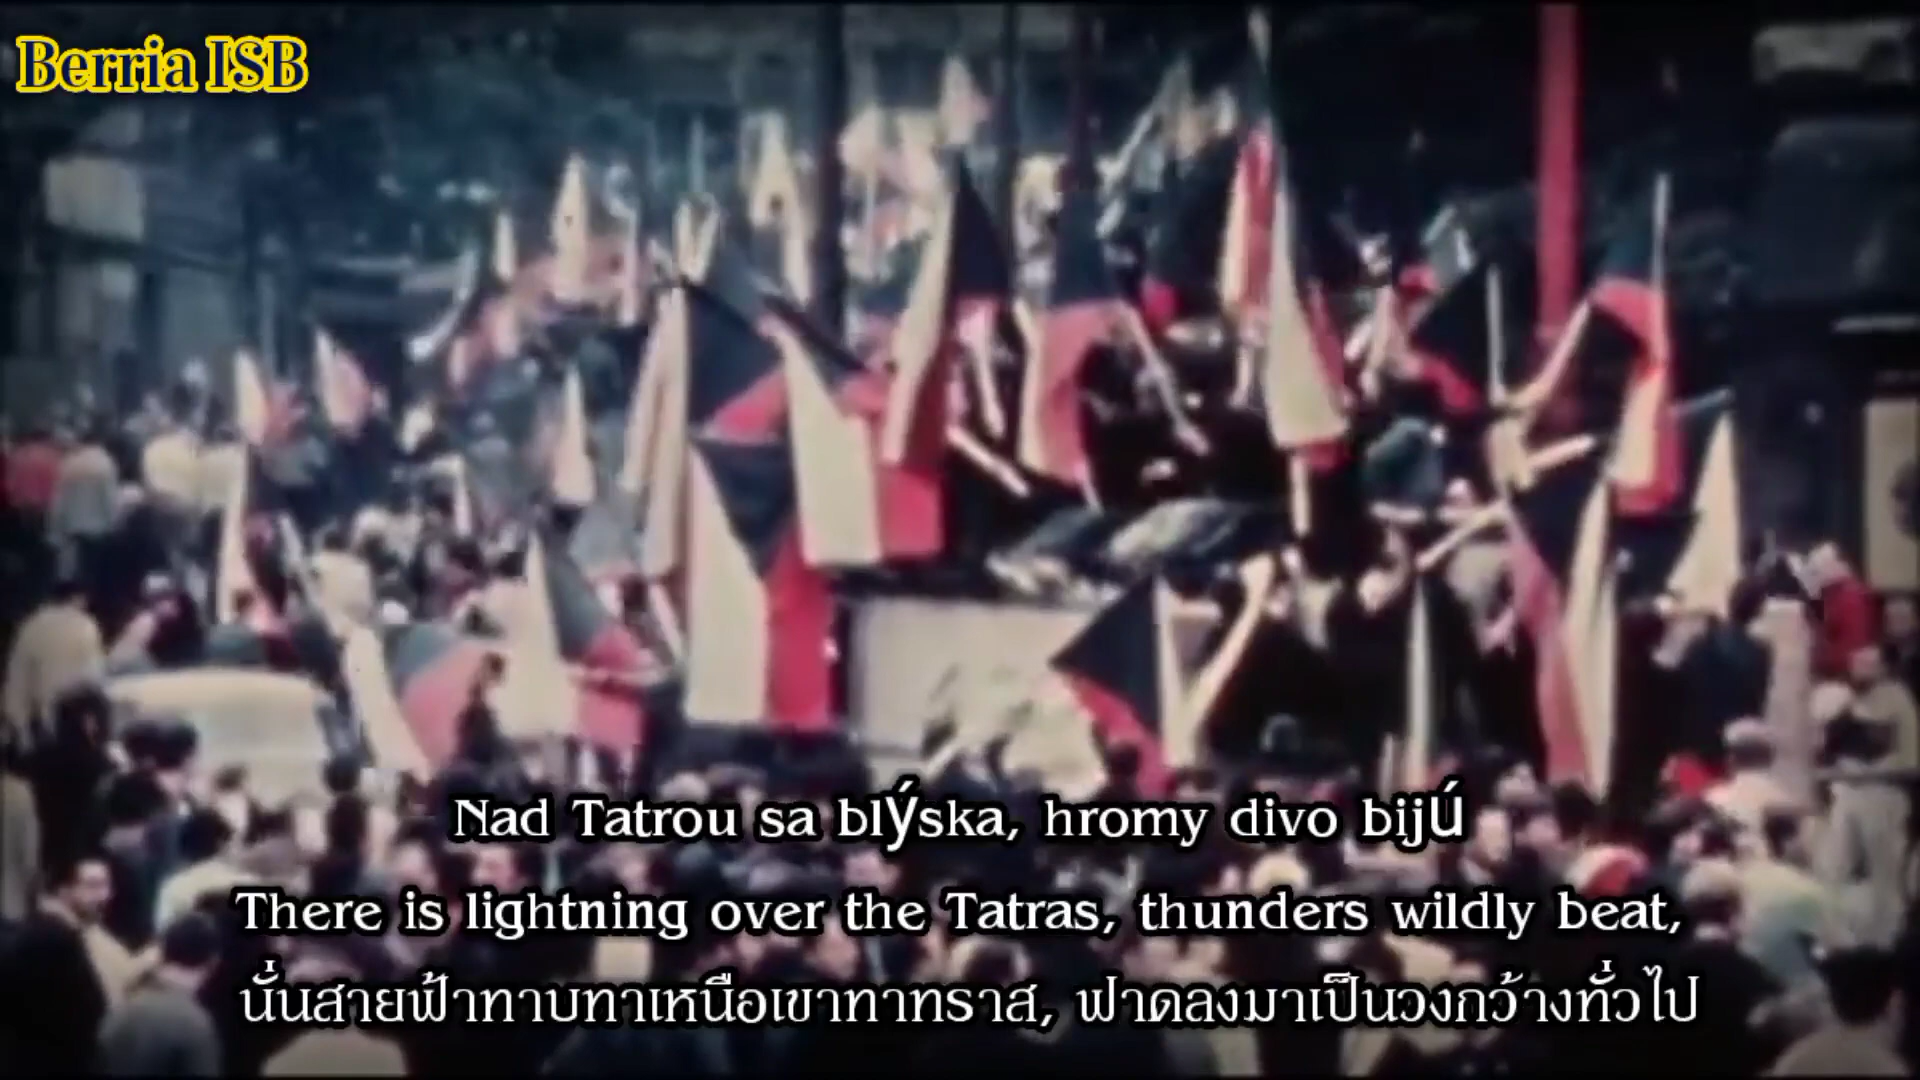 Berria ISB
Nad Tatrou sa blýska, hromy divo bijú
There is lightning over the Tatras, thunders wildly beat,
นั่นสายฟ้าทาบทาเหนือเขาทาทราส, ฟาดลงมาเป็นวงกว้างทั่วไป